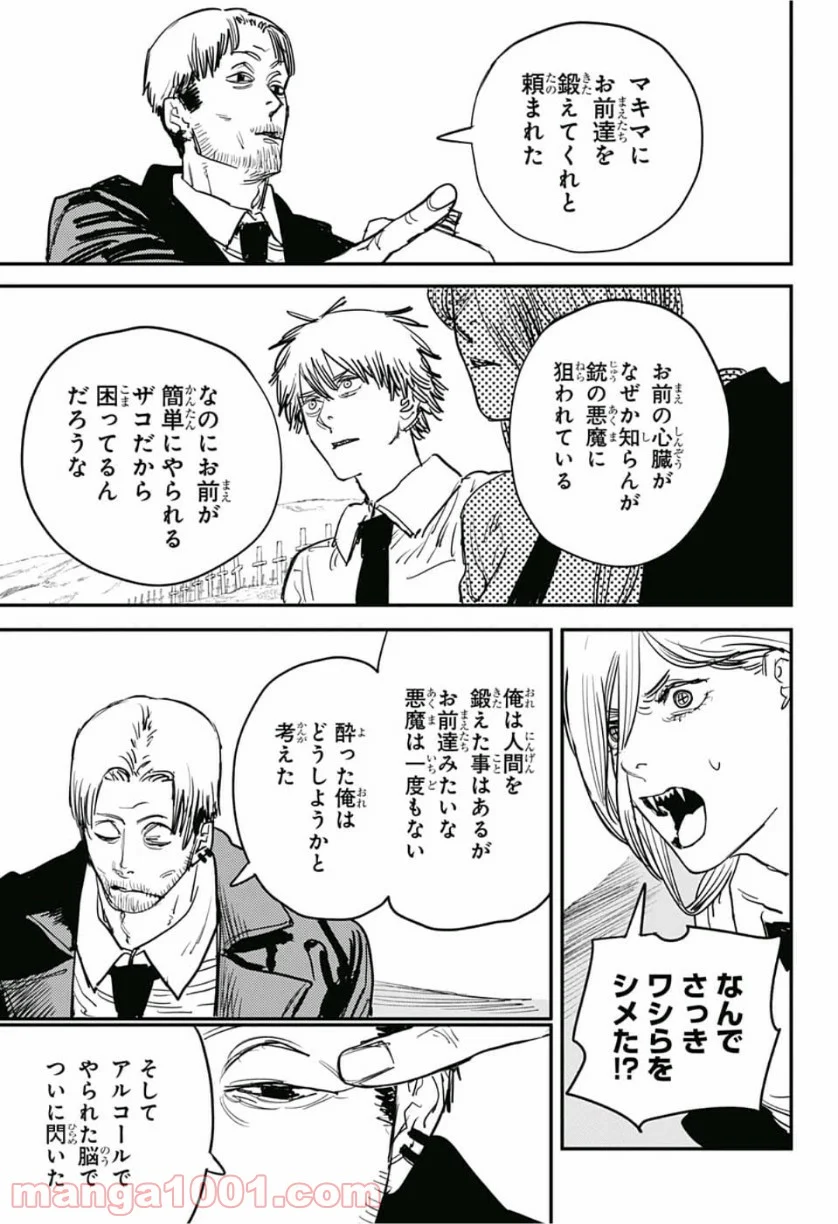 マキマに
お前達を
鍛えてくれと
頼まれた
お前の心臓が
なぜか知らんが
銃の悪魔に
狙われている
なのにお前が
簡単にやられる
ザコだから
困ってるん
だろうな
なんで
さっき
ワシらを
シメた!?
俺は人間を
鍛えた事はあるが
お前達みたいな
悪魔は一度もない
酔った俺は
どうしようかと
考えた
そして
アルコールで
やられた脳で
ついに閃いた
manga1001.com